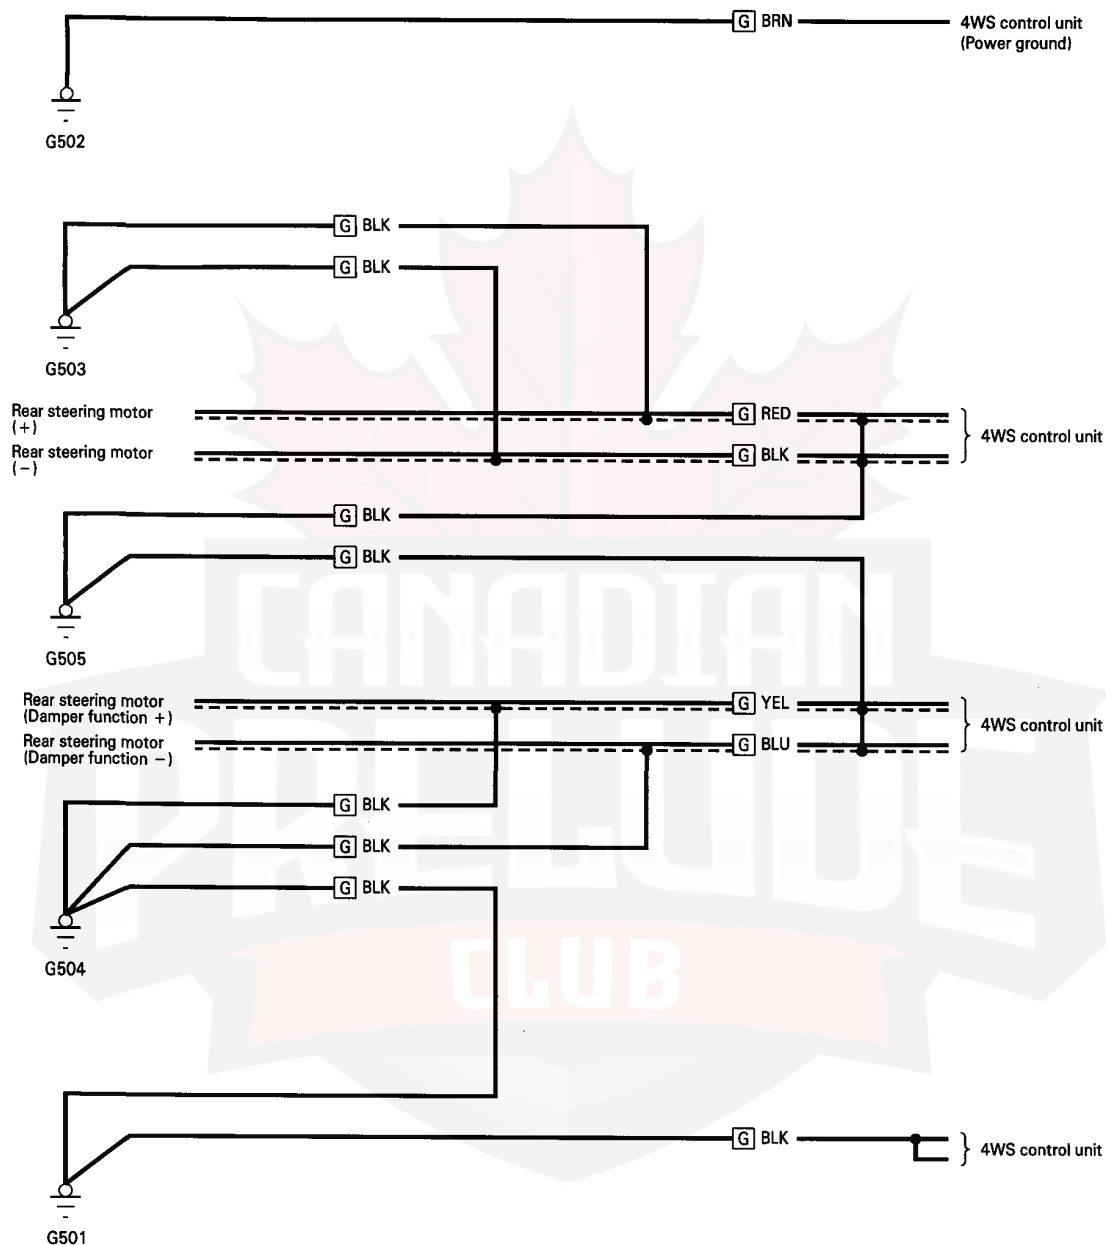 G BRN 4WS control unit
(Power ground)
G502
G BLK
G BLK
G503
Rear steering motor
(+)
G RED
Rear steering motor
(−)
G BLK
4WS control unit
G BLK
G BLK
G505
Rear steering motor
(Damper function +)
G YEL
Rear steering motor
(Damper function −)
G BLU
4WS control unit
G BLK
G BLK
G BLK
G504
G BLK
4WS control unit
G501
CANADIAN
PRELUDE
CLUB